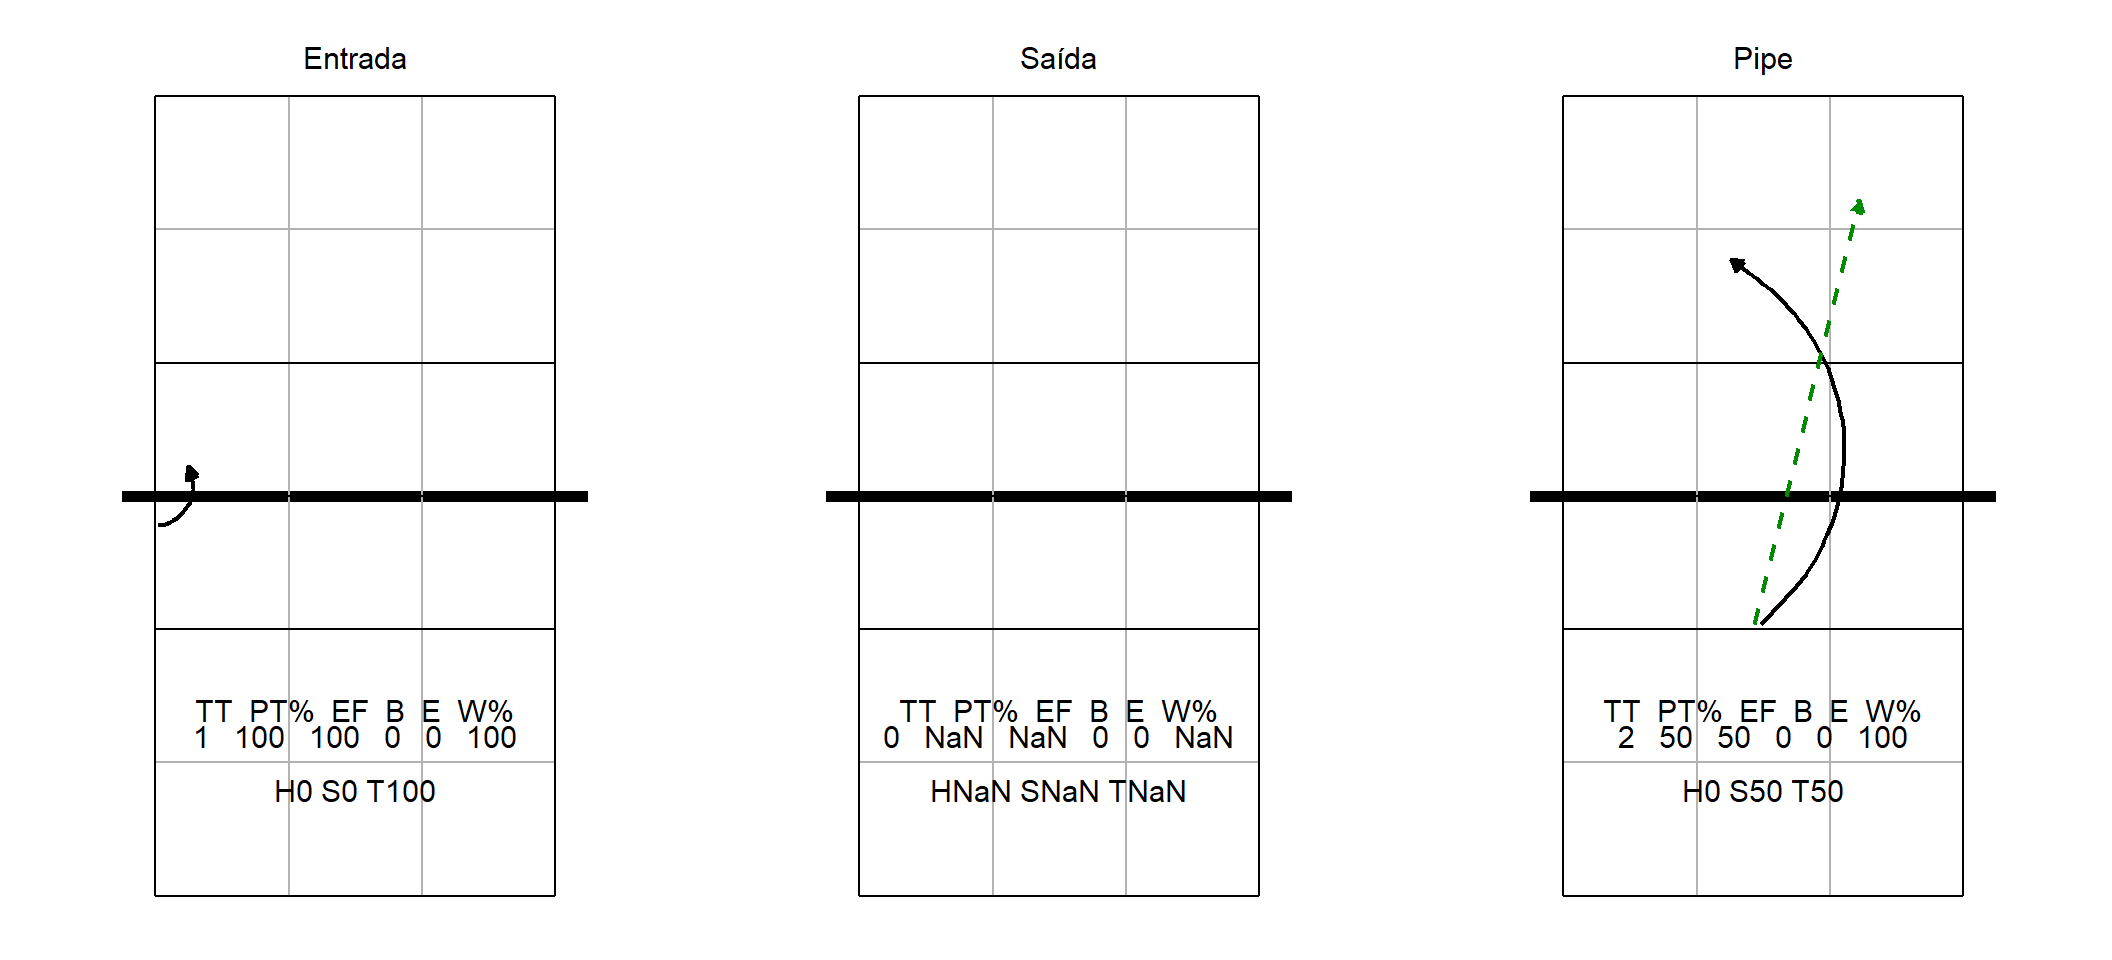 Entrada
TT PT% EF B E W%
1 100 100 0 0 100
H0 S0 T100
Saída
TT PT% EF B E W%
0 NaN NaN 0 0 NaN
HNaN SNaN TNaN
Pipe
TT PT% EF B E W%
2 50 50 0 0 100
H0 S50 T50